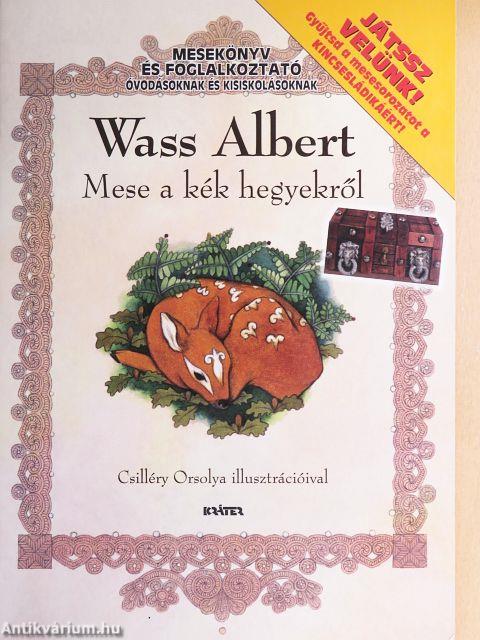 MESEKÖNYV
ÉS FOGLALKOZTATÓ
ÓVODÁSOKNAK ÉS KISISKOLÁSOKNAK
JÁTSSZ
VELÜNK!
Gyűjtsd a mesesorozatot a
KINCSESLÁDIKÁÉRT!
Wass Albert
Mese a kék hegyekről
Csilléry Orsolya illusztrációival
KRÁTER
Antikvárium.hu